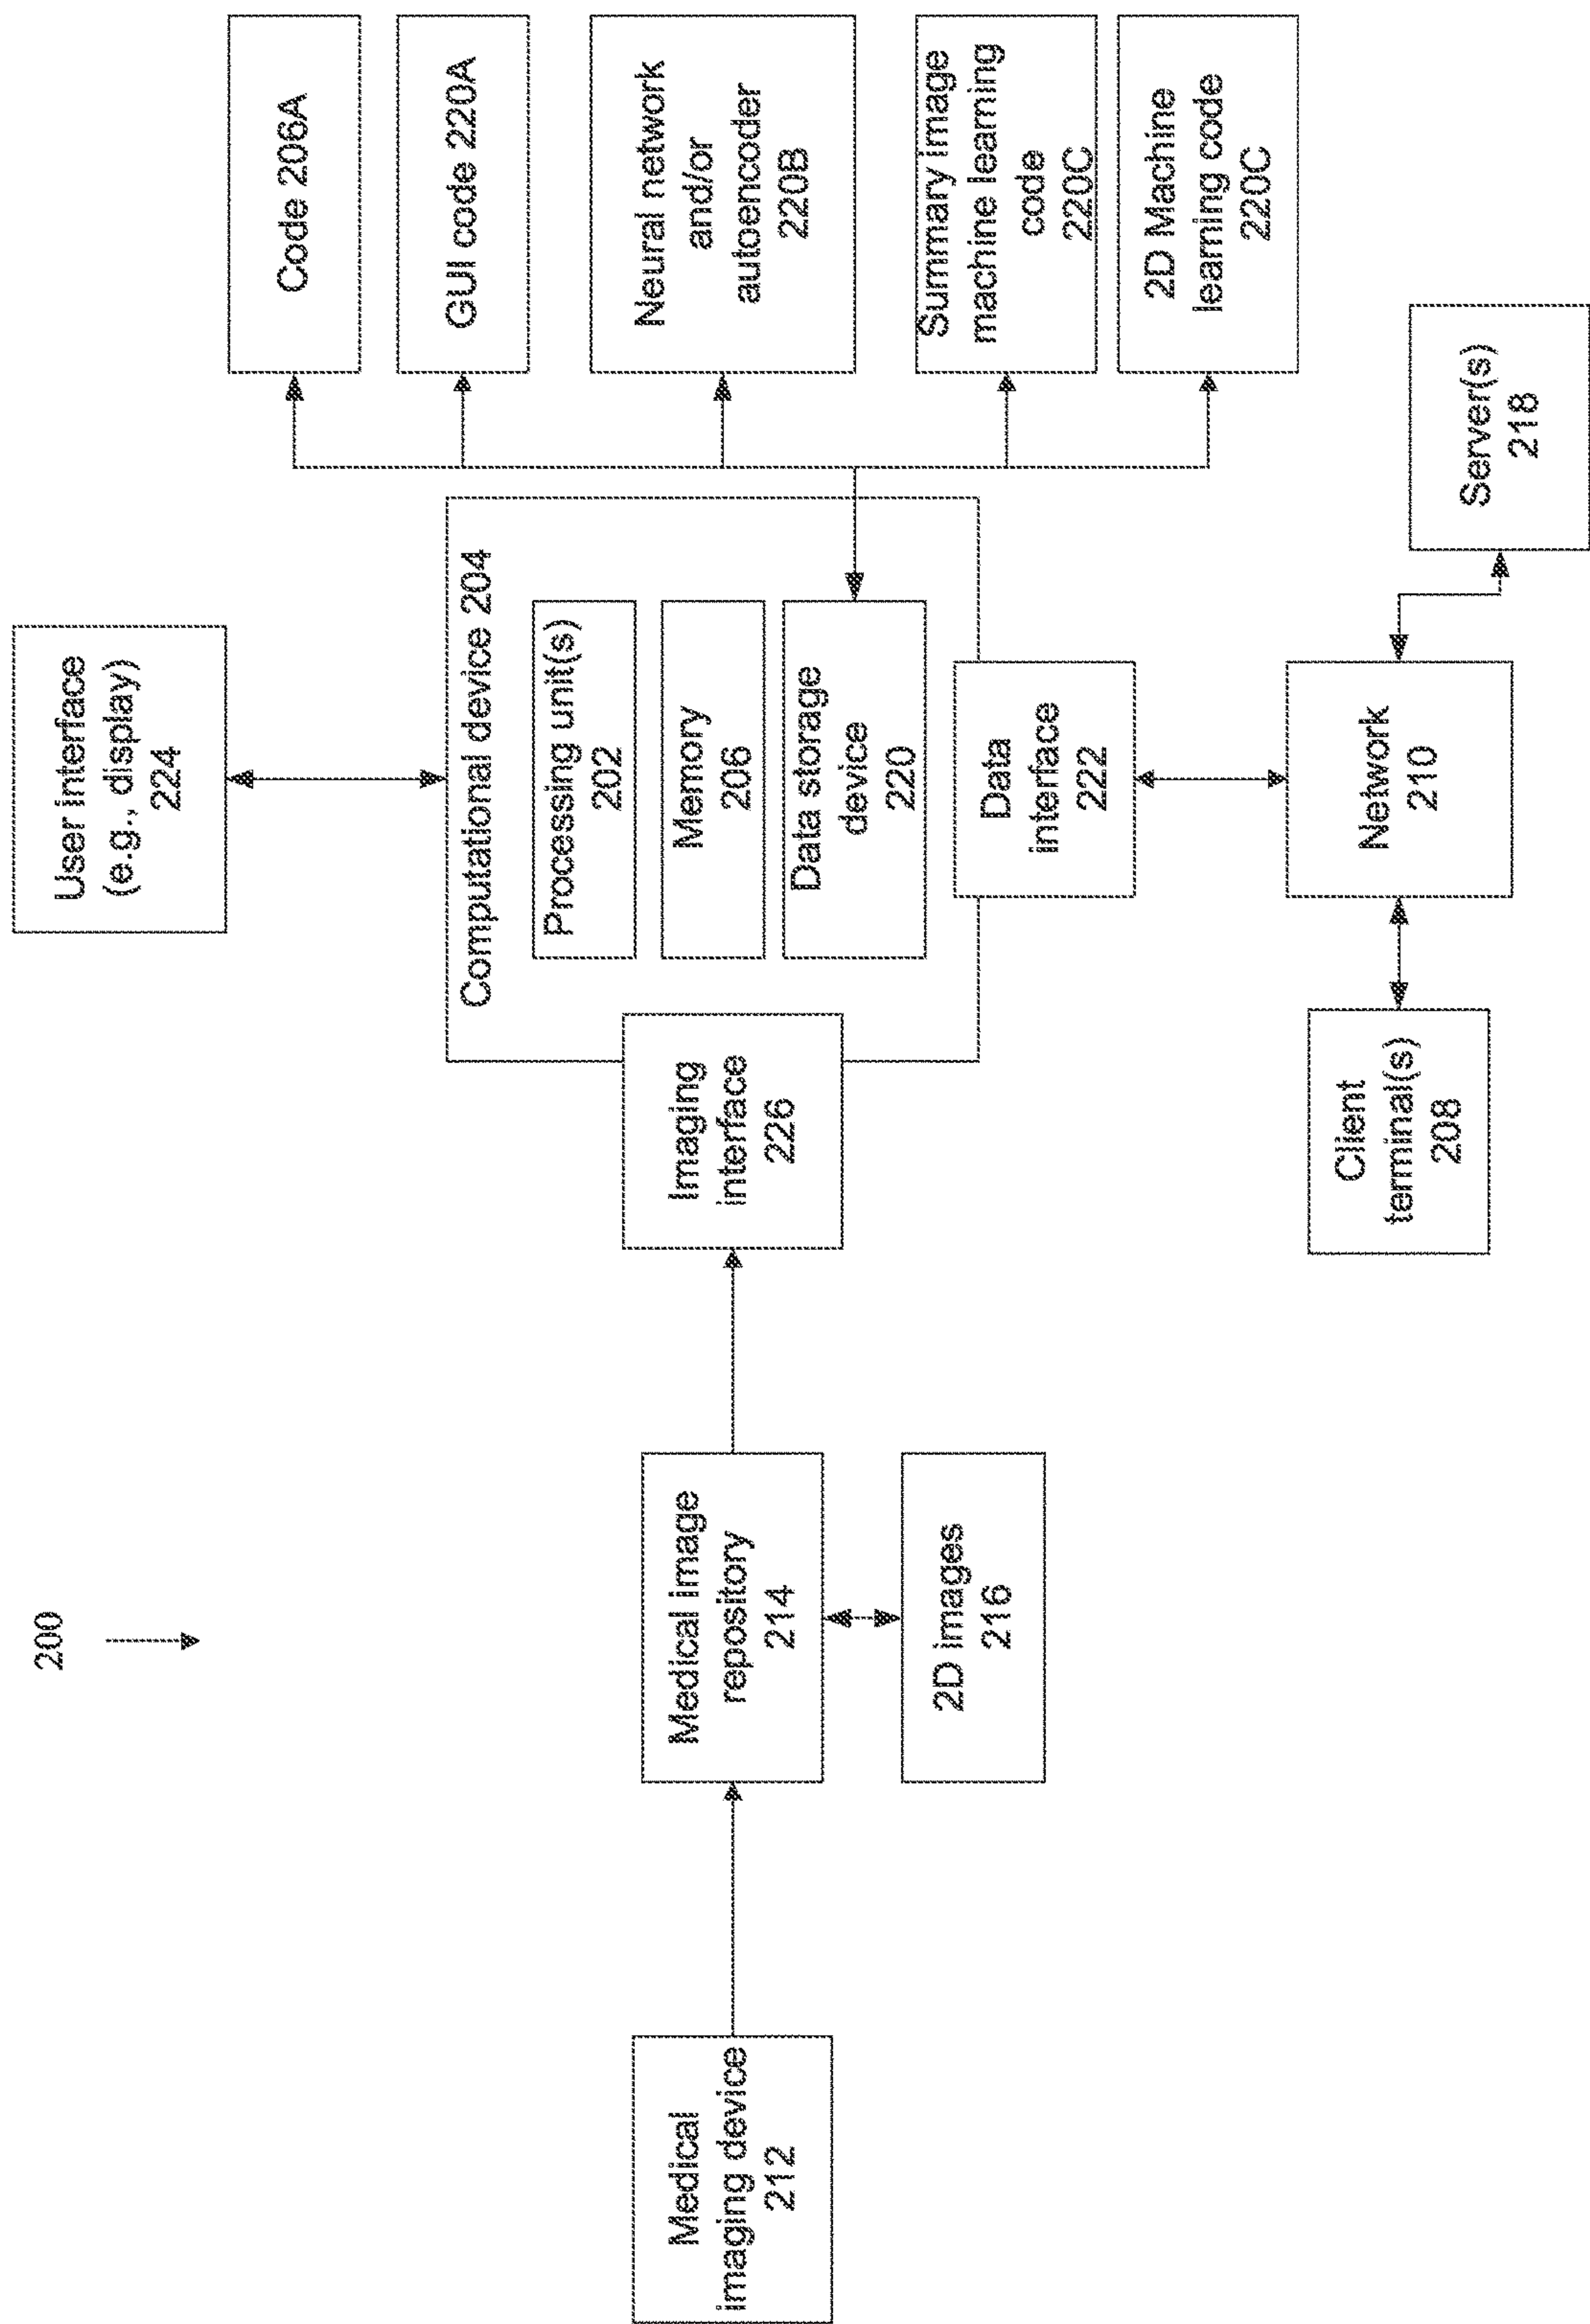 200
Medical
imaging device
212
Medical image
repository
214
2D images
216
Imaging
interface
226
User interface
(e.g., display)
224
Computational device 204
Processing unit(s)
202
Memory
206
Data storage
device
220
Data
interface
222
Network
210
Client
terminal(s)
208
Server(s)
218
Code 206A
GUI code 220A
Neural network
and/or
autoencoder
220B
Summary image
machine learning
code
220C
2D Machine
learning code
220C